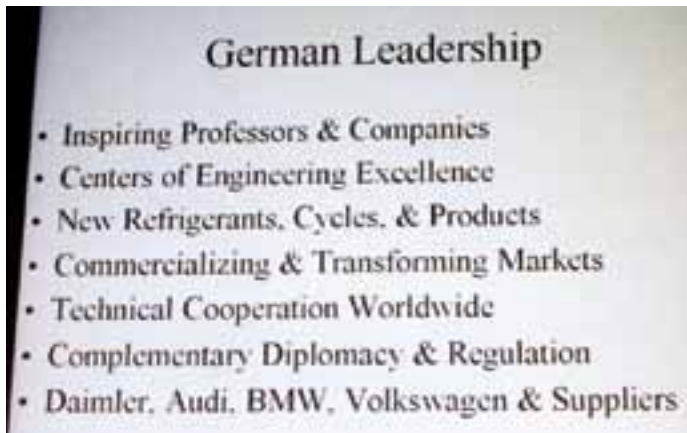 German Leadership
• Inspiring Professors & Companies
• Centers of Engineering Excellence
• New Refrigerants, Cycles, & Products
• Commercializing & Transforming Markets
• Technical Cooperation Worldwide
• Complementary Diplomacy & Regulation
• Daimler, Audi, BMW, Volkswagen & Suppliers